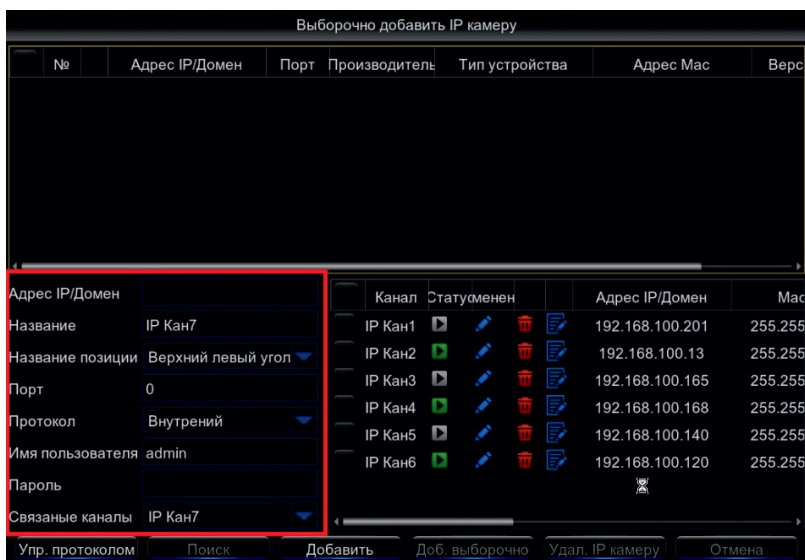 Выборочно добавить IP камеру
№ Адрес IP/Домен Порт Производитель Тип устройства Адрес Mac Верс
Адрес IP/Домен
Название IP Кан7
Название позиции Верхний левый угол
Порт 0
Протокол Внутрений
Имя пользователя admin
Пароль
Связаные каналы IP Кан7
Канал Статусменен Адрес IP/Домен Мас
IP Кан1 192.168.100.201 255.255
IP Кан2 192.168.100.13 255.255
IP Кан3 192.168.100.165 255.255
IP Кан4 192.168.100.168 255.255
IP Кан5 192.168.100.140 255.255
IP Кан6 192.168.100.120 255.255
Упр. протоколом Поиск Добавить Доб. выборочно Удал. IP камеру Отмена